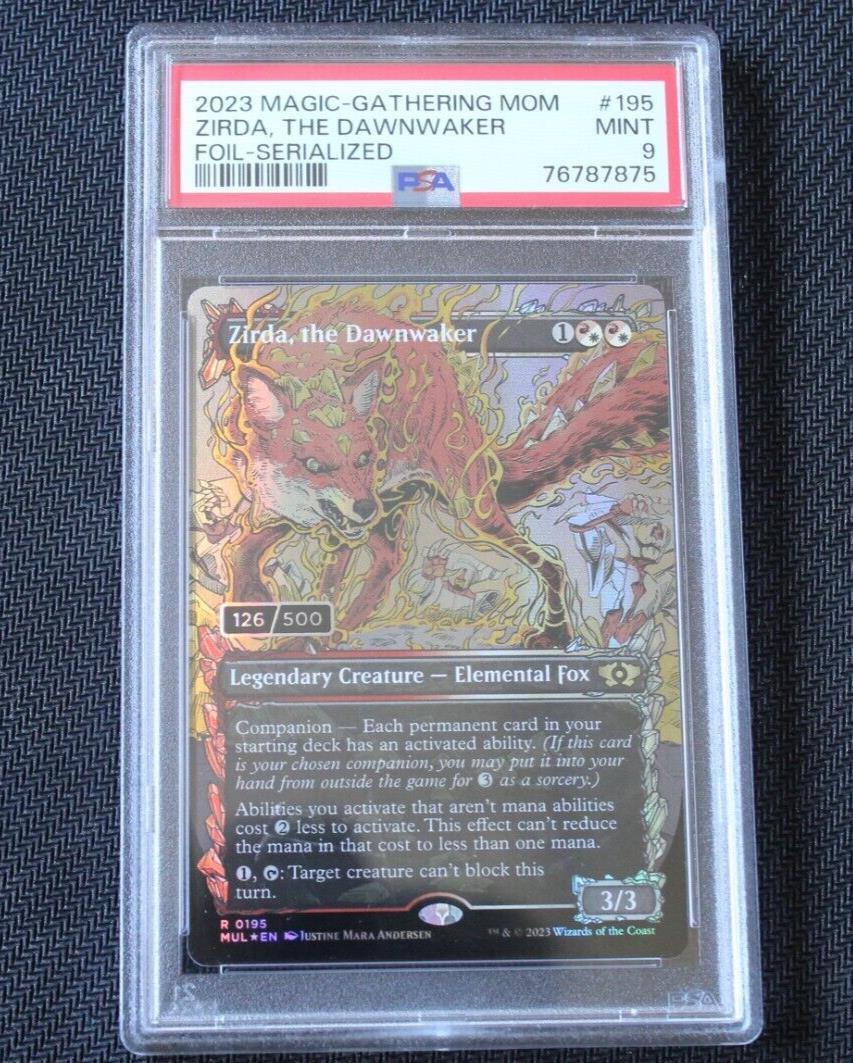 2023 MAGIC-GATHERING MOM #195
ZIRDA, THE DAWNWAKER MINT
FOIL-SERIALIZED 9
PSA 76787875
Zirda, the Dawnwaker 1
126/500
Legendary Creature — Elemental Fox
Companion — Each permanent card in your
starting deck has an activated ability. (If this card
is your chosen companion, you may put it into your
hand from outside the game for 3 as a sorcery.)
Abilities you activate that aren't mana abilities
cost 2 less to activate. This effect can't reduce
the mana in that cost to less than one mana.
1, : Target creature can't block this
turn.
3/3
R 0195
MUL★EN JUSTINE MARA ANDERSEN ™ & © 2023 Wizards of the Coast
PSA